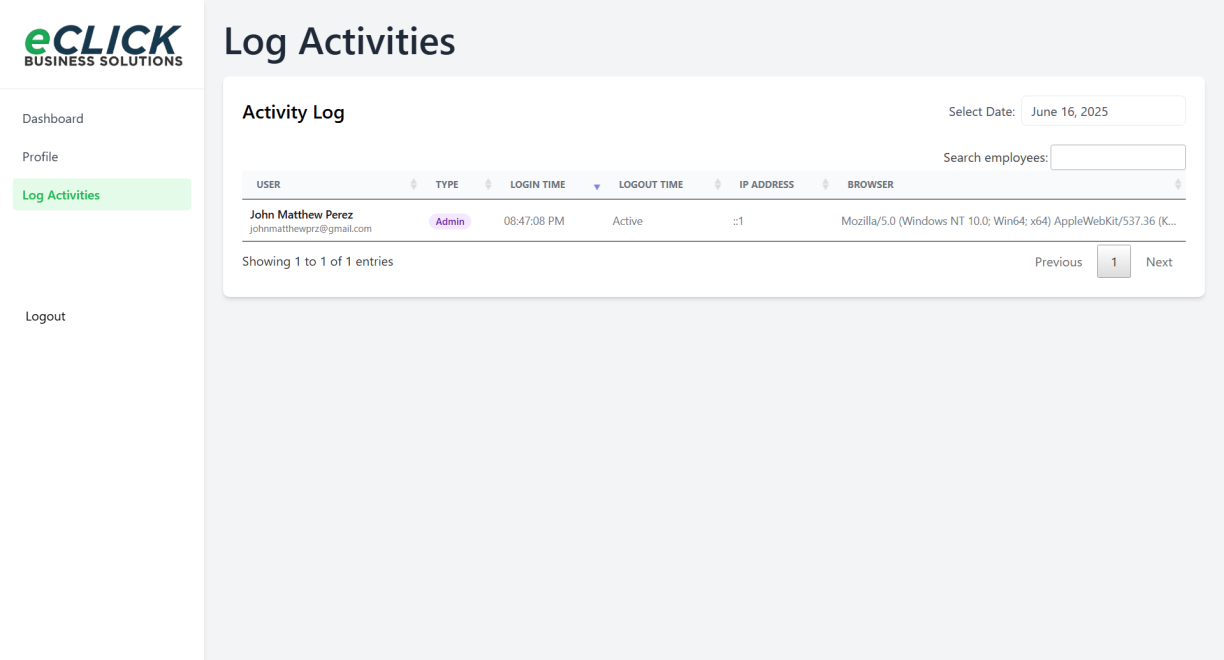 eCLICK
BUSINESS SOLUTIONS
Dashboard
Profile
Log Activities
Logout
Log Activities
Activity Log
Select Date: June 16, 2025
Search employees:
USER TYPE LOGIN TIME LOGOUT TIME IP ADDRESS BROWSER
John Matthew Perez
johnmatthewprz@gmail.com
Admin 08:47:08 PM Active ::1 Mozilla/5.0 (Windows NT 10.0; Win64; x64) AppleWebKit/537.36 (K...
Showing 1 to 1 of 1 entries
Previous 1 Next